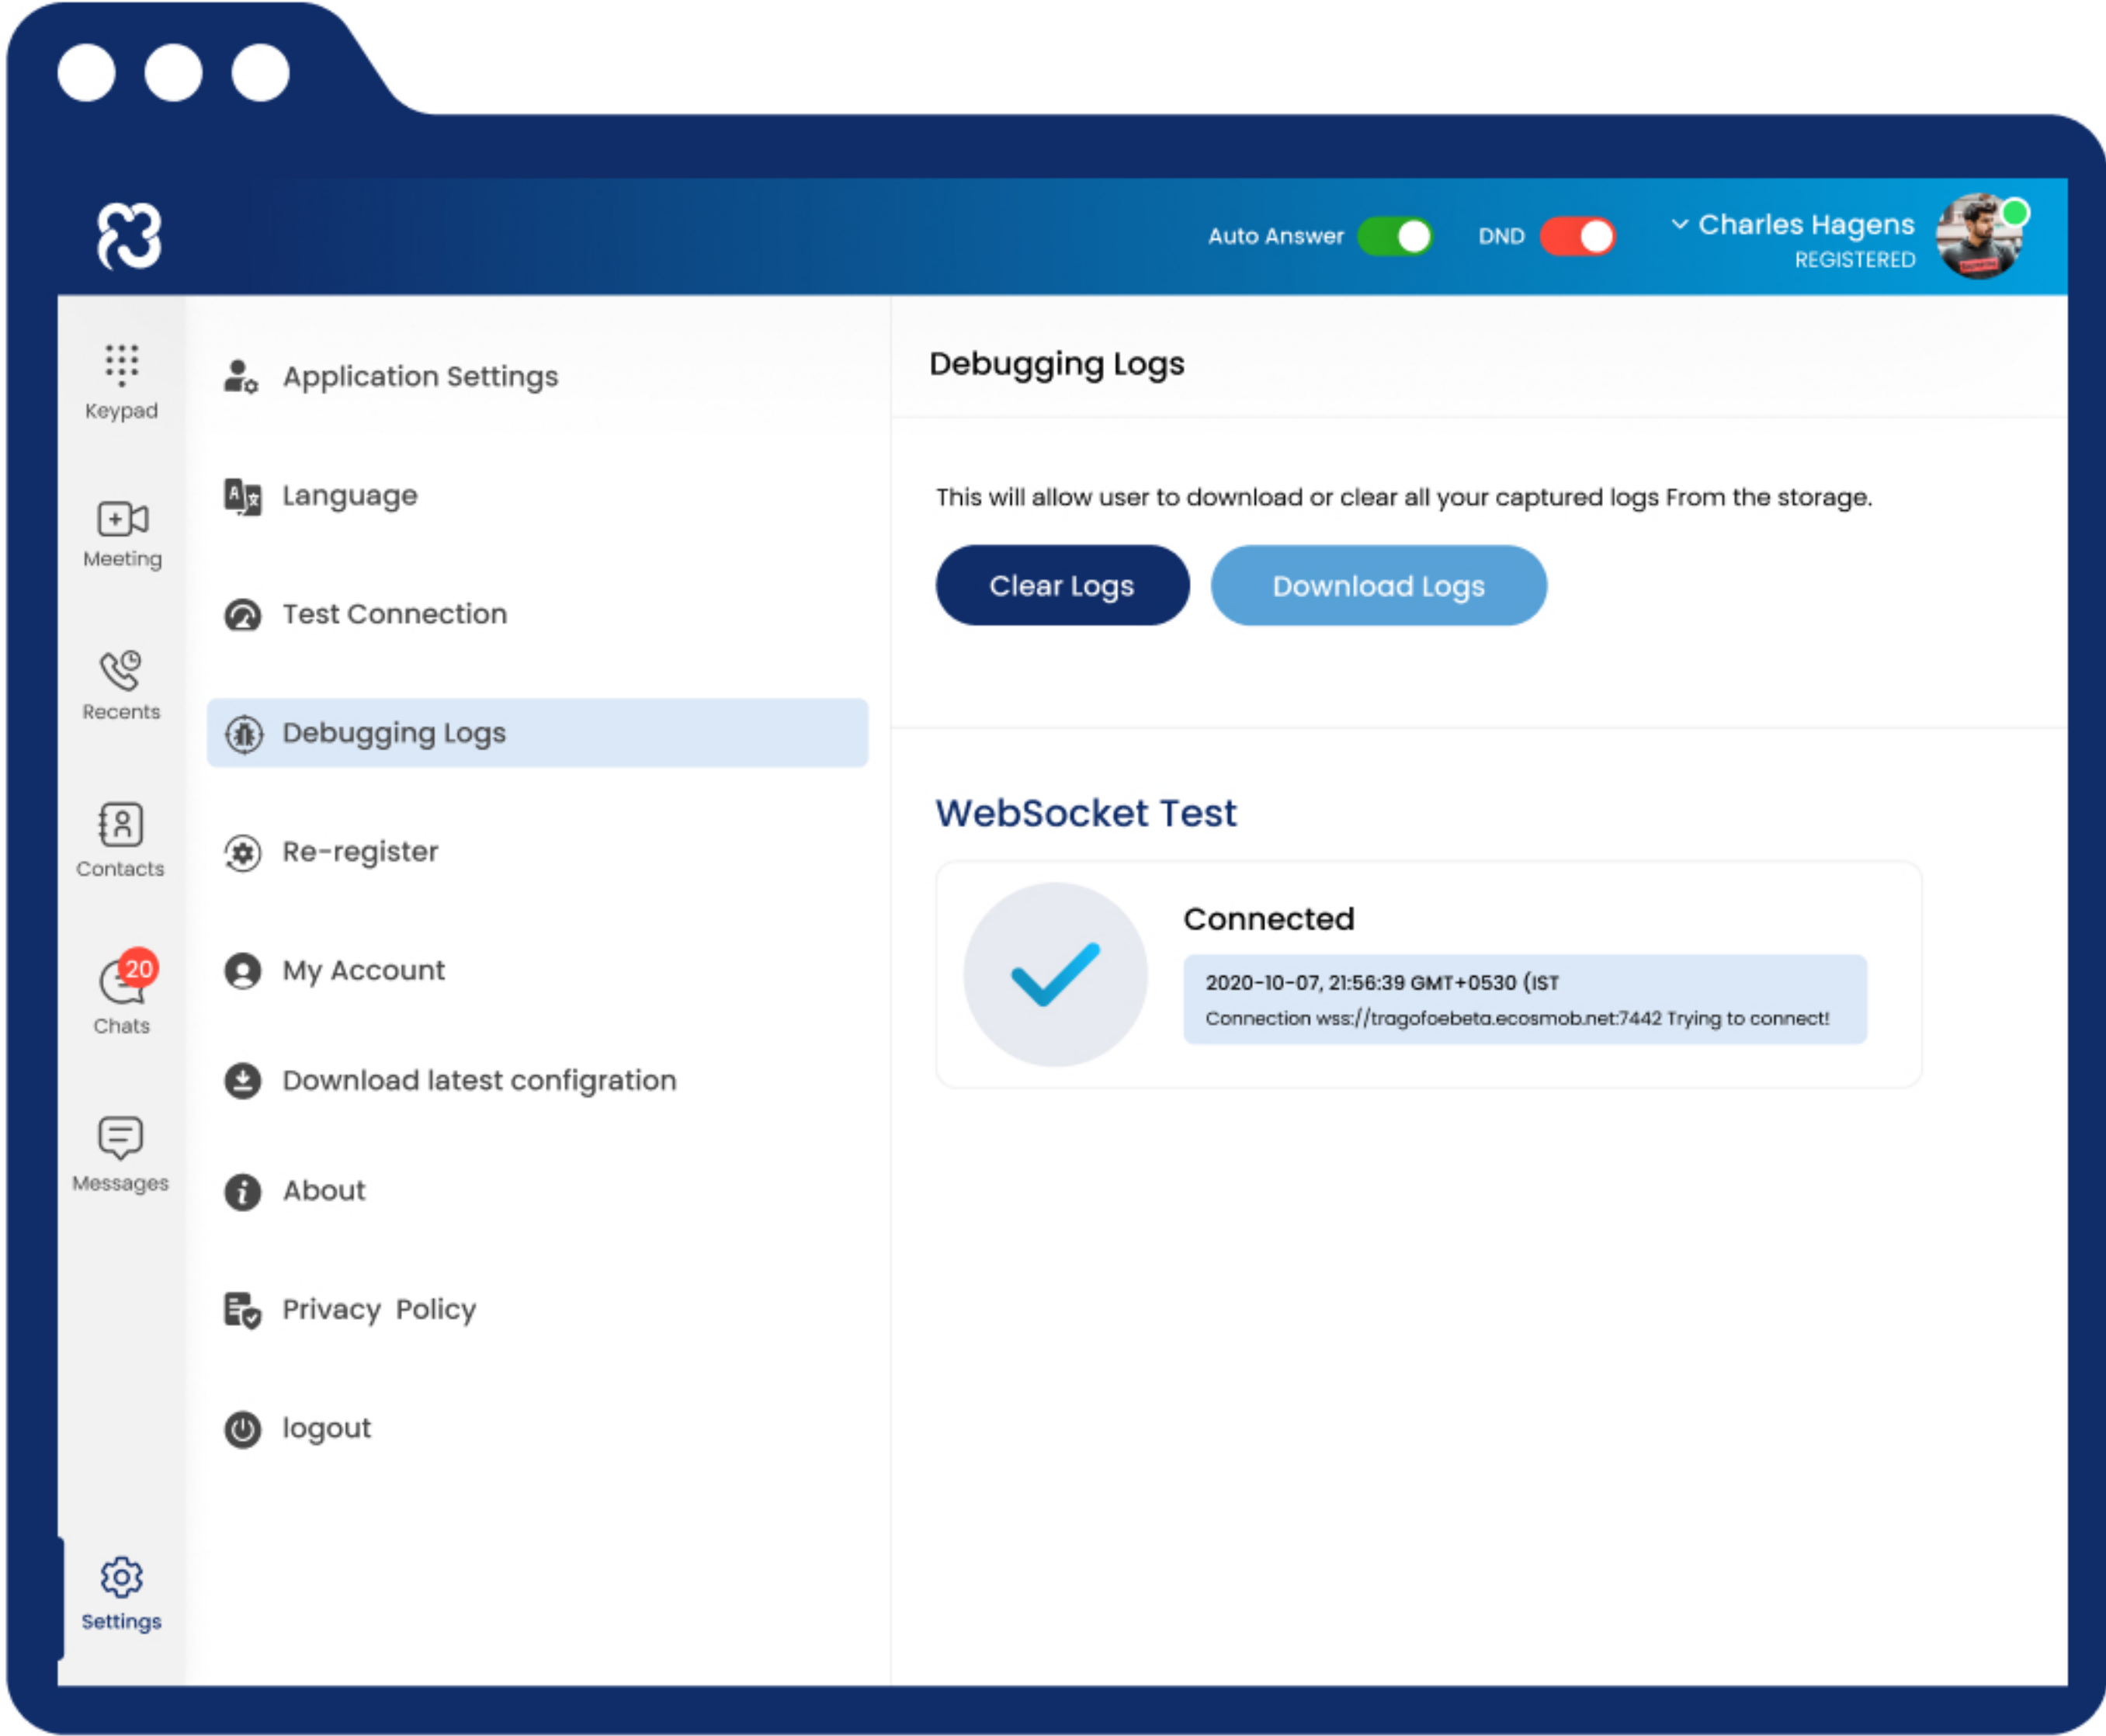 Auto Answer
DND
Charles Hagens
REGISTERED
Keypad
Meeting
Recents
Contacts
20
Chats
Messages
Settings
Application Settings
Language
Test Connection
Debugging Logs
Re-register
My Account
Download latest configration
About
Privacy Policy
logout
Debugging Logs
This will allow user to download or clear all your captured logs From the storage.
Clear Logs
Download Logs
WebSocket Test
Connected
2020-10-07, 21:56:39 GMT+0530 (IST
Connection wss://tragofoebeta.ecosmob.net:7442 Trying to connect!